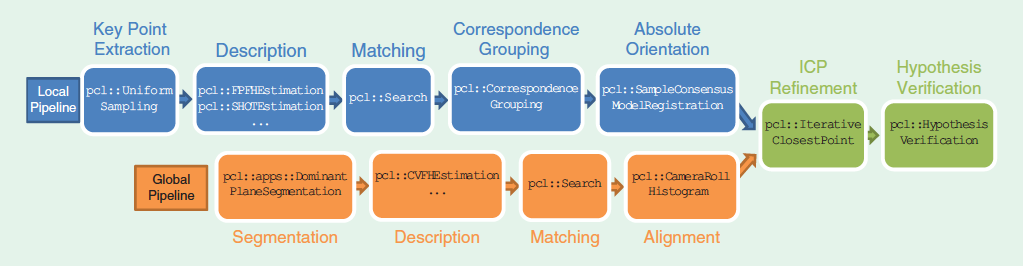 Key Point
Extraction
Description
Matching
Correspondence
Grouping
Absolute
Orientation
ICP
Refinement
Hypothesis
Verification
Local
Pipeline
pcl::Uniform
Sampling
pcl::FPFHEstimation
pcl::SHOTEstimation
...
pcl::Search
pcl::Correspondence
Grouping
pcl::SampleConsensus
ModelRegistration
pcl::Iterative
ClosestPoint
pcl::Hypothesis
Verification
Global
Pipeline
pcl::apps::Dominant
PlaneSegmentation
pcl::CVFHEstimation
...
pcl::Search
pcl::CameraRoll
Histogram
Segmentation
Description
Matching
Alignment